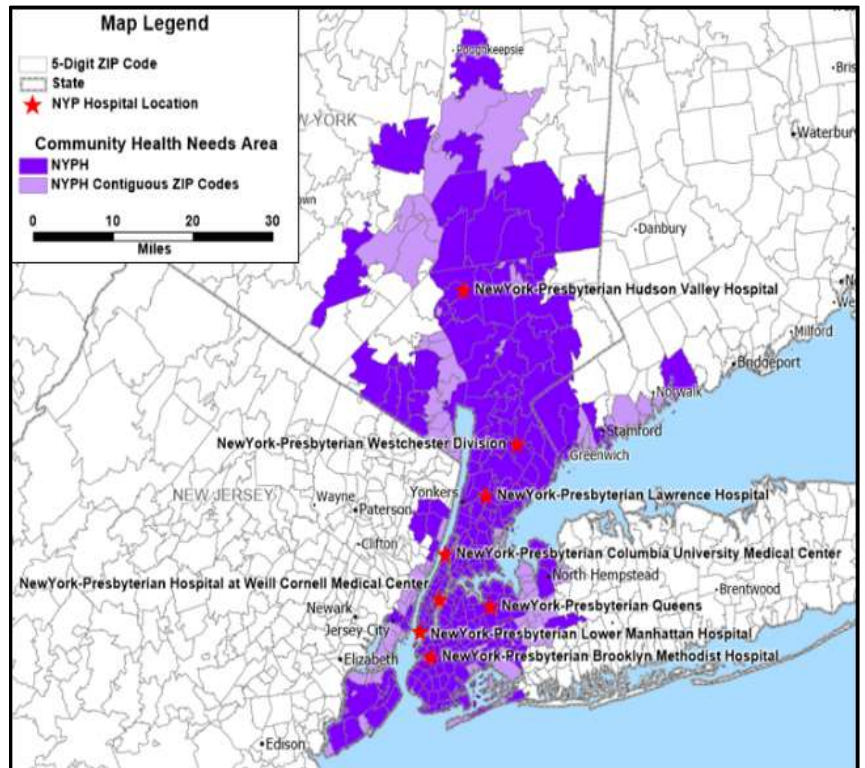 Map Legend
5-Digit ZIP Code
State
NYP Hospital Location
Community Health Needs Area
NYPH
NYPH Contiguous ZIP Codes
0 10 20 30
Miles
Poughkeepsie
Waterbury
Danbury
NewYork-Presbyterian Hudson Valley Hospital
Milford
Bridgeport
Norwalk
Stamford
NewYork-Presbyterian Westchester Division
Greenwich
NEW JERSEY
Wayne
Yonkers
NewYork-Presbyterian Lawrence Hospital
Paterson
Clifton
NewYork-Presbyterian Columbia University Medical Center
North Hempstead
NewYork-Presbyterian Hospital at Weill Cornell Medical Center
Brentwood
Newark
NewYork-Presbyterian Queens
Jersey City
NewYork-Presbyterian Lower Manhattan Hospital
Elizabeth
NewYork-Presbyterian Brooklyn Methodist Hospital
Edison